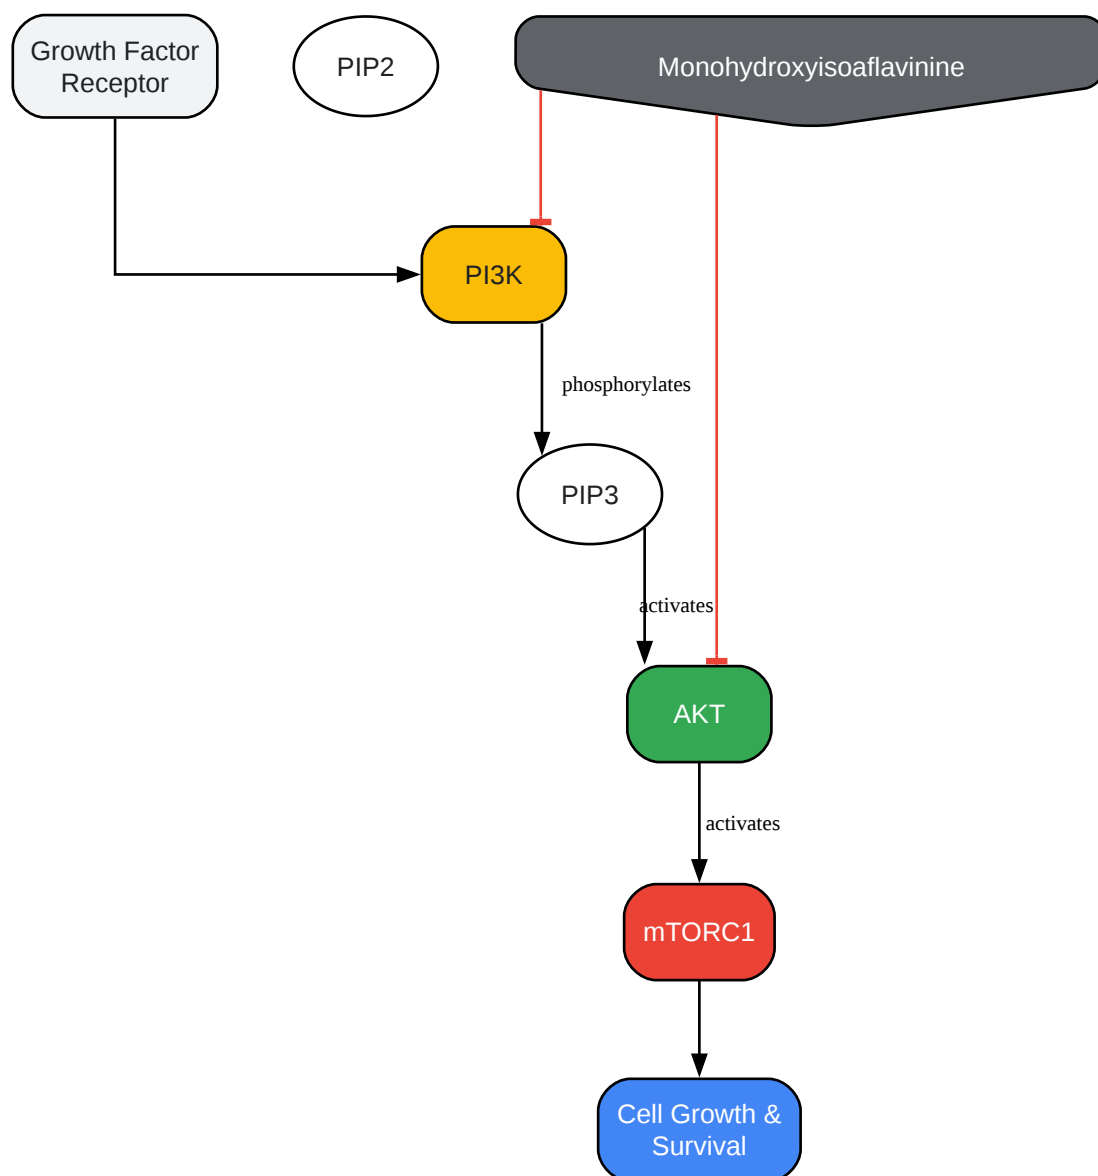 Growth Factor
Receptor
PIP2
Monohydroxyisoaflavinine
PI3K
phosphorylates
PIP3
activates
AKT
activates
mTORC1
Cell Growth &
Survival